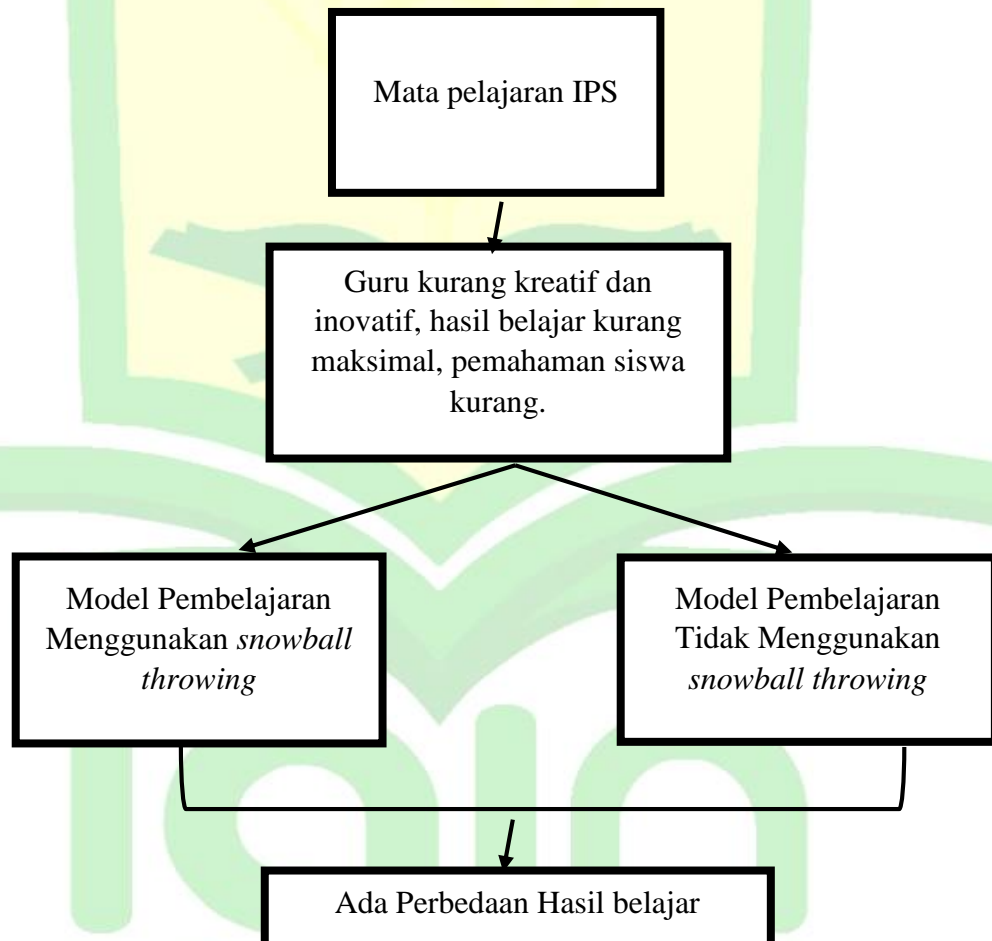 Mata pelajaran IPS
Guru kurang kreatif dan
inovatif, hasil belajar kurang
maksimal, pemahaman siswa
kurang.
Model Pembelajaran
Menggunakan snowball
throwing
Model Pembelajaran
Tidak Menggunakan
snowball throwing
Ada Perbedaan Hasil belajar
iain